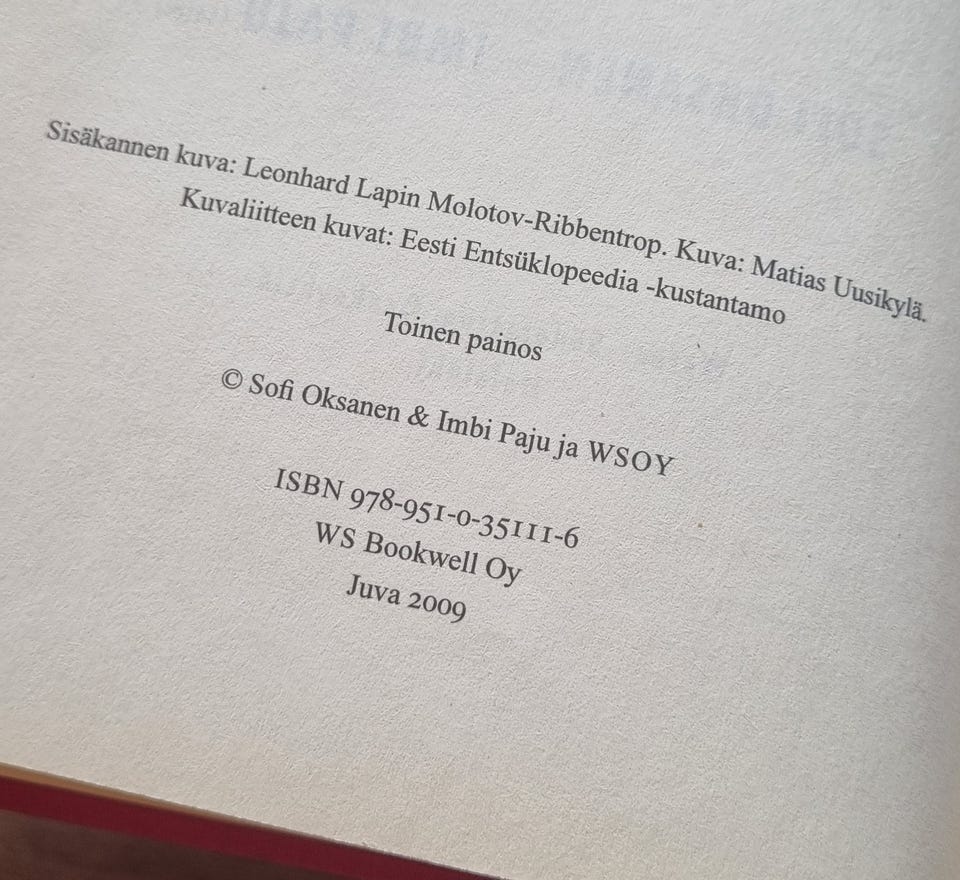 Sisäkannen kuva: Leonhard Lapin Molotov-Ribbentrop. Kuva: Matias Uusikylä.
Kuvaliitteen kuvat: Eesti Entsüklopeedia -kustantamo
Toinen painos
© Sofi Oksanen & Imbi Paju ja WSOY
ISBN 978-951-0-35111-6
WS Bookwell Oy
Juva 2009